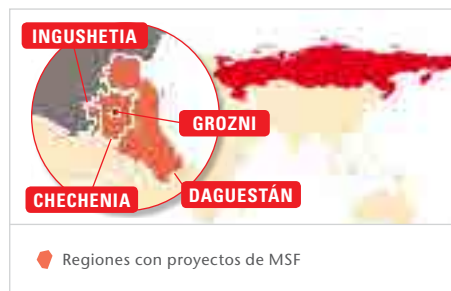 INGUSHETIA
GROZNI
CHECHENIA
DAGUESTÁN
Regiones con proyectos de MSF